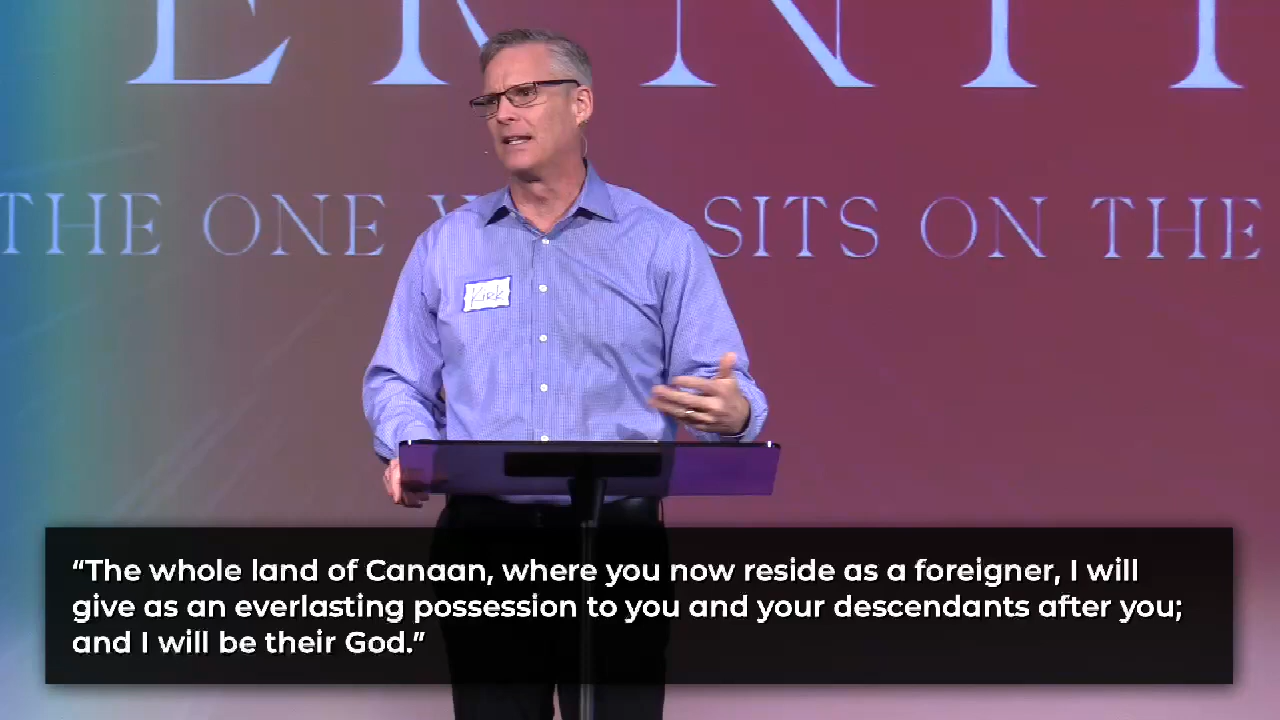 ERNIT
THE ONE SITS ON THE
Kirk
“The whole land of Canaan, where you now reside as a foreigner, I will
give as an everlasting possession to you and your descendants after you;
and I will be their God.”